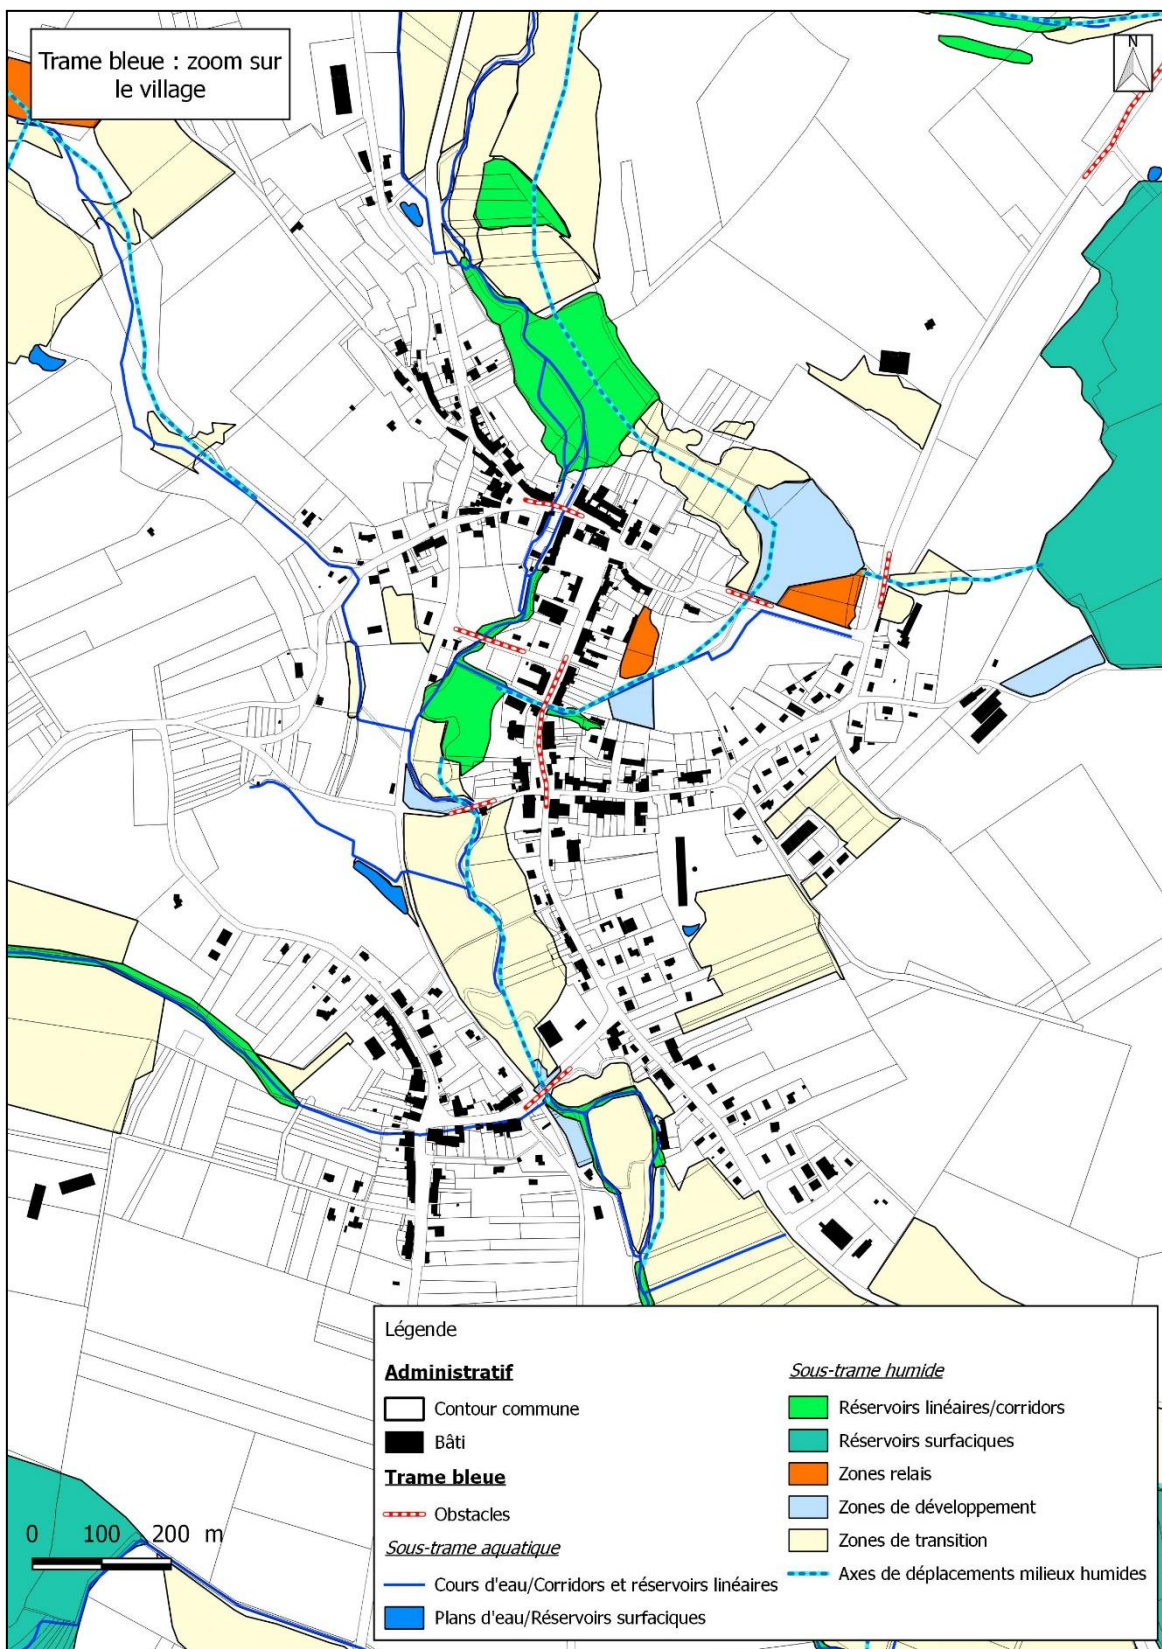 Trame bleue : zoom sur
le village
N
Légende
Administratif
Contour commune
Bâti
Trame bleue
Obstacles
Sous-trame aquatique
Cours d'eau/Corridors et réservoirs linéaires
Plans d'eau/Réservoirs surfaciques
Sous-trame humide
Réservoirs linéaires/corridors
Réservoirs surfaciques
Zones relais
Zones de développement
Zones de transition
Axes de déplacements milieux humides
0 100 200 m